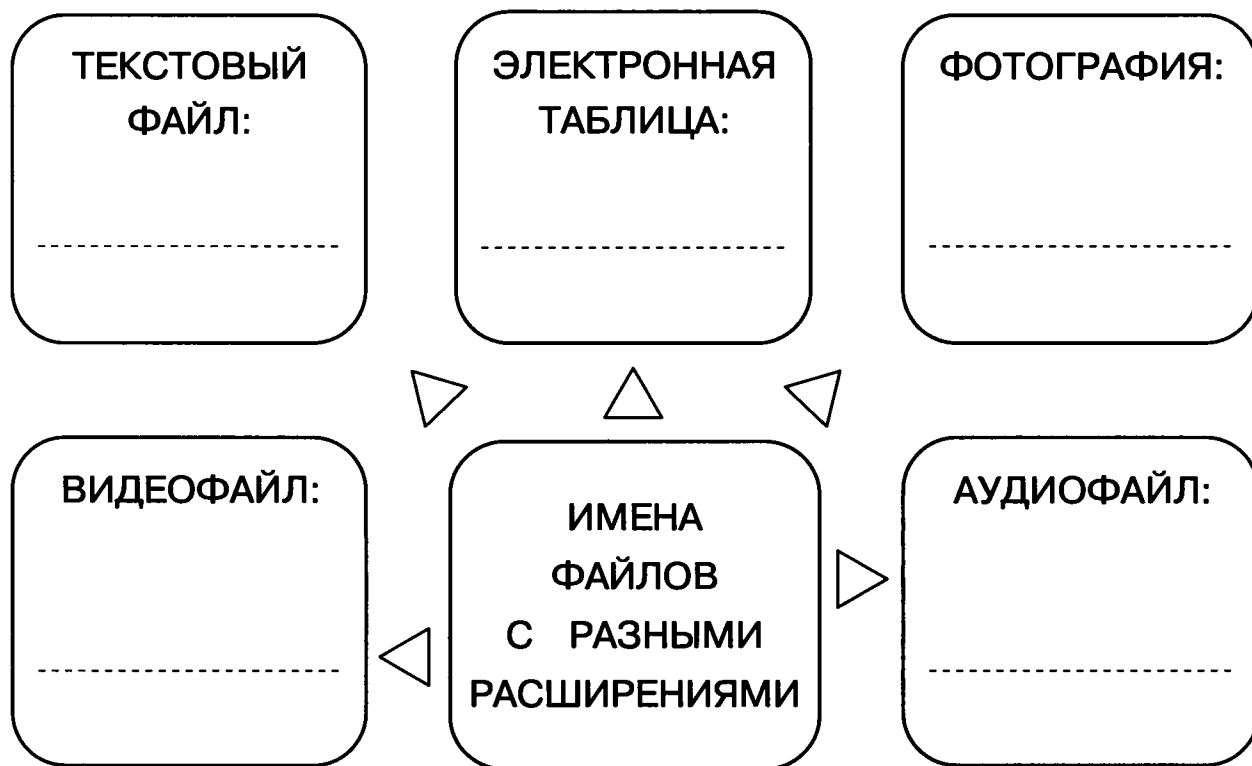 ТЕКСТОВЫЙ
ФАЙЛ:
ЭЛЕКТРОННАЯ
ТАБЛИЦА:
ФОТОГРАФИЯ:
ВИДЕОФАЙЛ:
ИМЕНА
ФАЙЛОВ
С РАЗНЫМИ
РАСШИРЕНИЯМИ
АУДИОФАЙЛ: